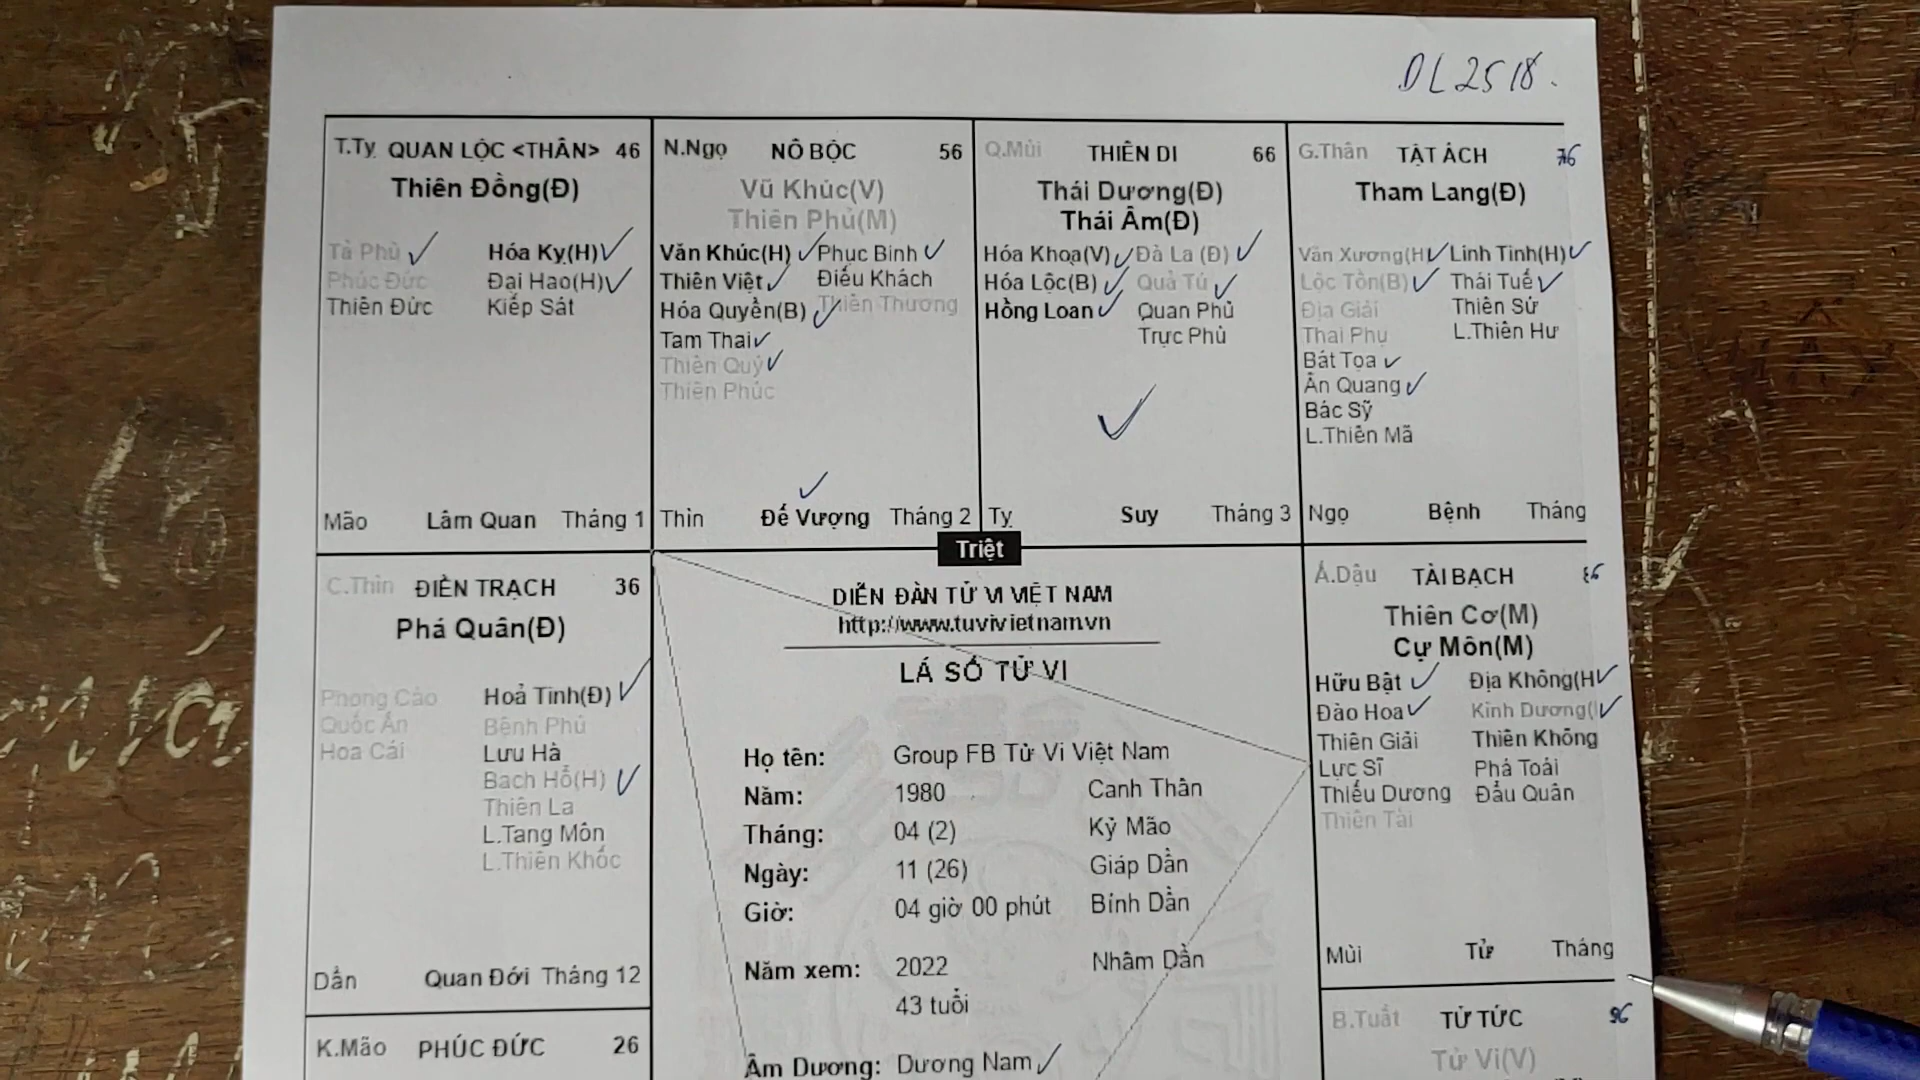 DL2518.
T.Tỵ QUAN LỘC <THÂN> 46
Thiên Đồng(Đ)
Tả Phù Hóa Kỵ(H)
Phúc Đức Đại Hao(H)
Thiên Đức Kiếp Sát
Mão Lâm Quan Tháng 1
N.Ngọ NÔ BỘC 56
Vũ Khúc(V)
Thiên Phủ(M)
Văn Khúc(H) Phục Binh
Thiên Việt Điếu Khách
Hóa Quyền(B) Thiên Thương
Tam Thai
Thiên Quý
Thiên Phúc
Thìn Đế Vượng Tháng 2
Q.Mùi THIÊN DI 66
Thái Dương(Đ)
Thái Âm(Đ)
Hóa Khoa(V) Đà La (Đ)
Hóa Lộc(B) Quả Tú
Hồng Loan Quan Phủ
Trực Phù
Tỵ Suy Tháng 3
G.Thân TẬT ÁCH 76
Tham Lang(Đ)
Văn Xương(H Linh Tinh(H)
Lộc Tồn(B) Thái Tuế
Địa Giải Thiên Sứ
Thai Phụ L.Thiên Hư
Bát Tọa
Ân Quang
Bác Sỹ
L.Thiên Mã
Ngọ Bệnh Tháng
Triệt
C.Thìn ĐIỀN TRẠCH 36
Phá Quân(Đ)
Phong Cáo Hoả Tinh(Đ)
Quốc Ấn Bệnh Phù
Hoa Cái Lưu Hà
Bạch Hổ(H)
Thiên La
L.Tang Môn
L.Thiên Khốc
Dần Quan Đới Tháng 12
DIỄN ĐÀN TỬ VI VIỆT NAM
http://www.tuvivietnam.vn
LÁ SỐ TỬ VI
Họ tên: Group FB Tử Vi Việt Nam
Năm: 1980 Canh Thân
Tháng: 04 (2) Kỷ Mão
Ngày: 11 (26) Giáp Dần
Giờ: 04 giờ 00 phút Bính Dần
Năm xem: 2022 Nhâm Dần
43 tuổi
Âm Dương: Dương Nam
Ấ.Dậu TÀI BẠCH 86
Thiên Cơ(M)
Cự Môn(M)
Hữu Bật Địa Không(H
Đào Hoa Kình Dương(
Thiên Giải Thiên Không
Lực Sĩ Phá Toái
Thiếu Dương Đẩu Quân
Thiên Tài
Mùi Tử Tháng
K.Mão PHÚC ĐỨC 26
B.Tuất TỬ TỨC 96
Tử Vi(V)